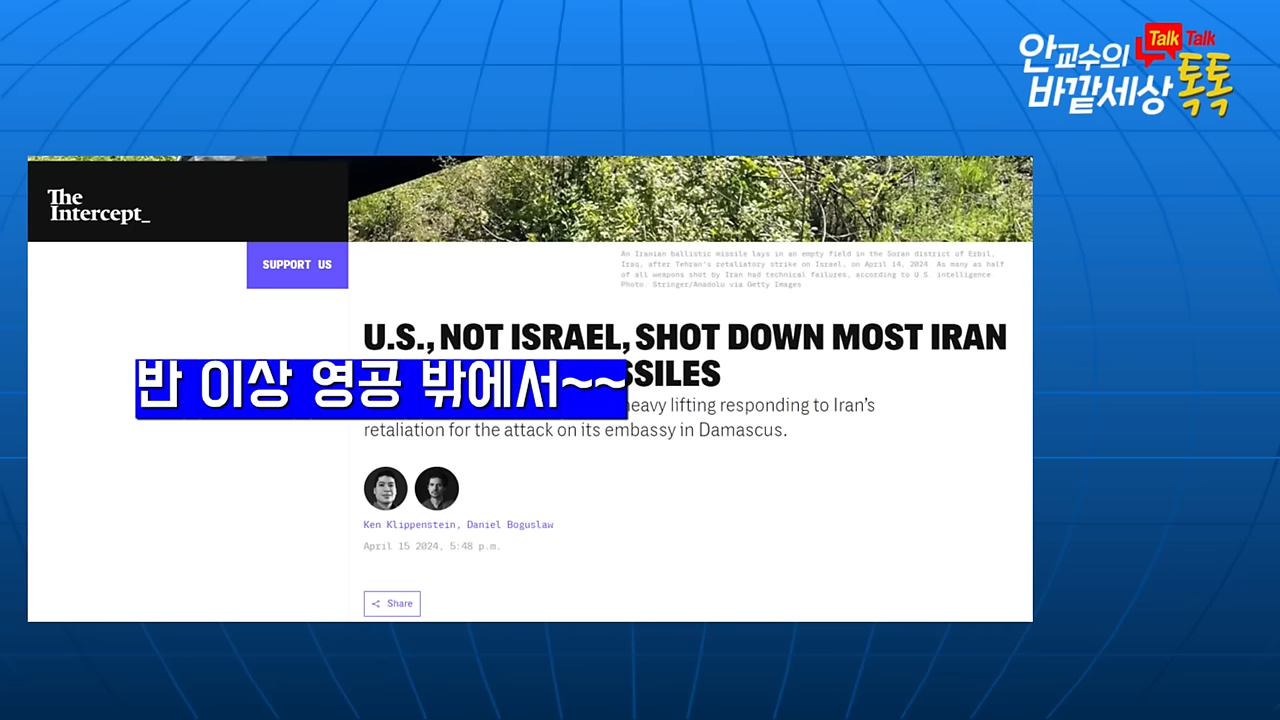 안교수의 Talk Talk
바깥세상 톡톡
The
Intercept_
SUPPORT US
An Iranian ballistic missile lays in an empty field in the Soran district of Erbil,
Iraq, after Tehran's retaliatory strike on Israel, on April 14, 2024. As many as half
of all weapons shot by Iran had technical failures, according to U.S. intelligence
Photo: Stringer/Anadolu via Getty Images
U.S., NOT ISRAEL, SHOT DOWN MOST IRAN
반 이상 영공 밖에서~~
heavy lifting responding to Iran's
retaliation for the attack on its embassy in Damascus.
Ken Klippenstein, Daniel Boguslaw
April 15 2024, 5:48 p.m.
Share